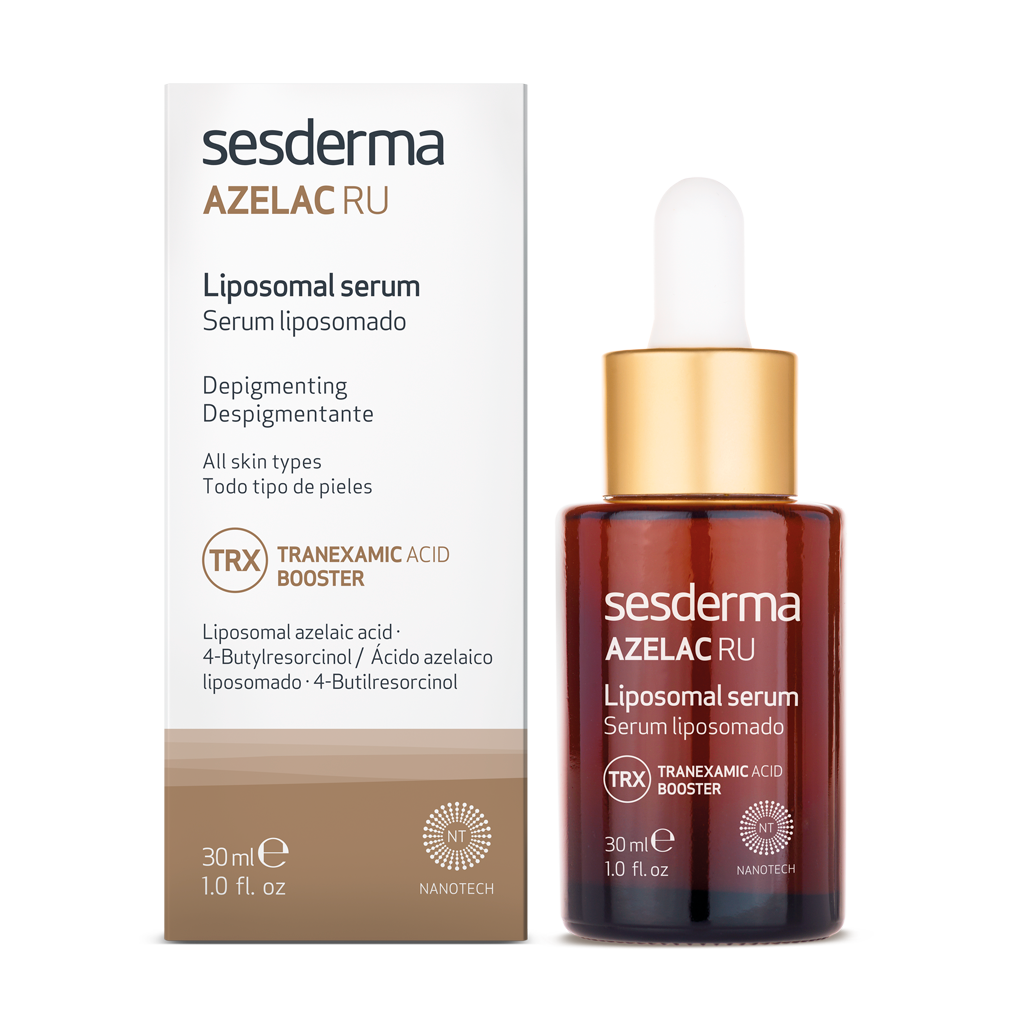 sesderma
AZELAC RU
Liposomal serum
Serum liposomado
Depigmenting
Despigmentante
All skin types
Todo tipo de pieles
TRX
TRANEXAMIC ACID
BOOSTER
Liposomal azelaic acid ·
4-Butylresorcinol / Ácido azelaico
liposomado · 4-Butilresorcinol
30 ml ℮
1.0 fl. oz
NT
NANOTECH
sesderma
AZELAC RU
Liposomal serum
Serum liposomado
TRX
TRANEXAMIC ACID
BOOSTER
30 ml ℮
1.0 fl. oz
NT
NANOTECH